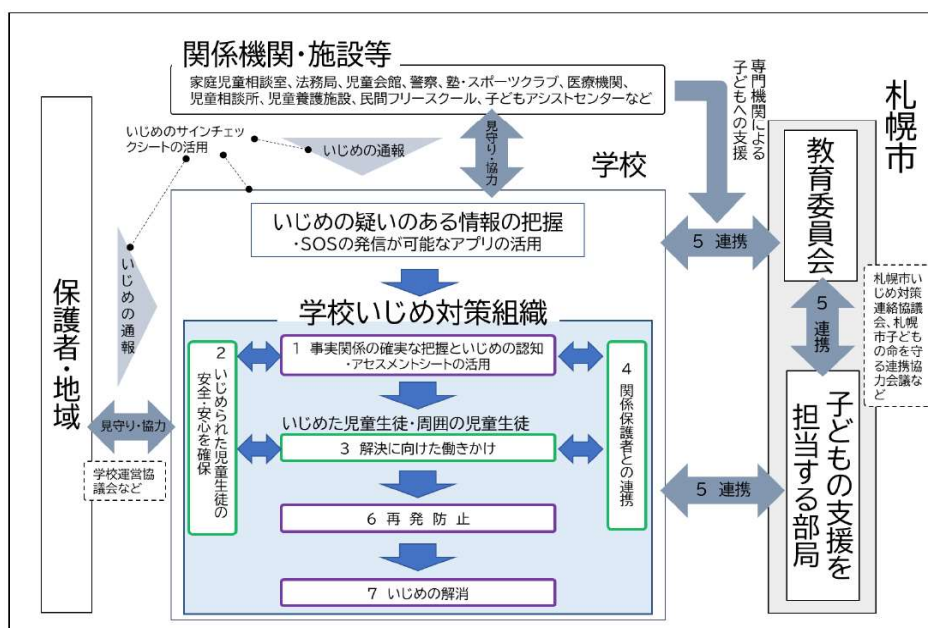 関係機関・施設等
家庭児童相談室、法務局、児童会館、警察、塾・スポーツクラブ、医療機関、
児童相談所、児童養護施設、民間フリースクール、子どもアシストセンターなど
専門機関による
子どもへの支援
札幌市
いじめのサインチェッ
クシートの活用
いじめの通報
見守り・協力
学校
教育委員会
いじめの疑いのある情報の把握
・SOSの発信が可能なアプリの活用
5 連携
いじめの通報
保護者・地域
学校いじめ対策組織
5 連携
札幌市いじめ対策
連絡協議
会、札幌
市子ども
の命を守
る連携協
力会議な
ど
1 事実関係の確実な把握といじめの認知
・アセスメントシートの活用
2 いじめられた児童生徒の
安全・安心を確保
4 関係保護者との連携
いじめた児童生徒・周囲の児童生徒
3 解決に向けた働きかけ
見守り・協力
学校運営協
議会など
5 連携
子どもの支援を
担当する部局
6 再発防止
7 いじめの解消